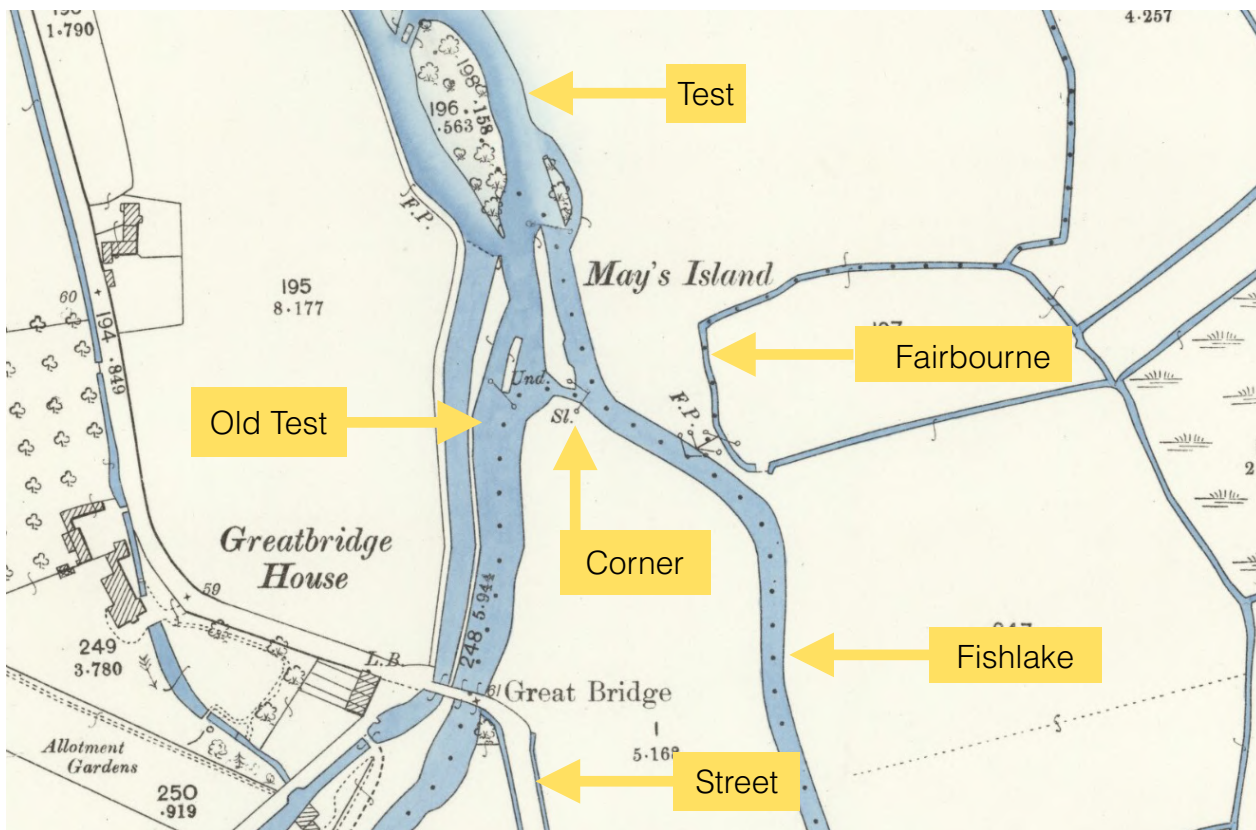 1·790
4·257
Test
198
·158
196
·563
F.P.
May's Island
195
8·177
60
194
·849
Fairbourne
Und.
F.P.
Old Test
Sl.
2
Corner
Greatbridge
House
59
248 5·944
249
3·780
L.B.
Fishlake
61
Great Bridge
1
Allotment
Gardens
Street
250
·919